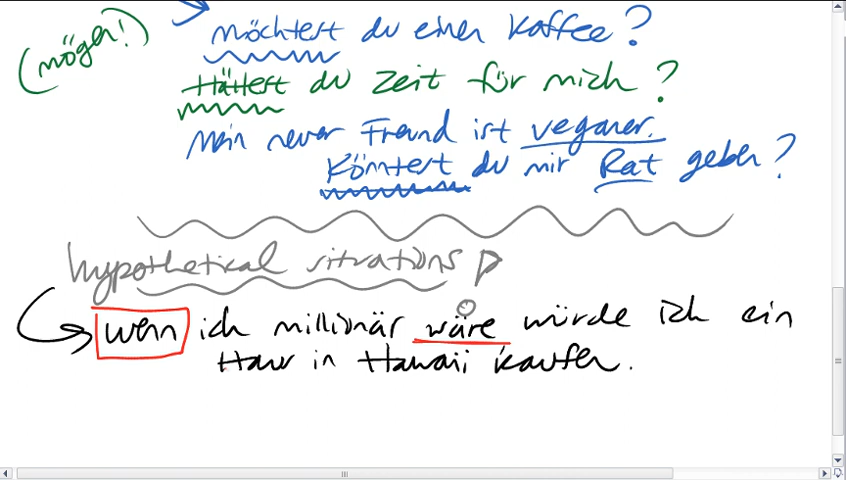 (mögen!)
möchtest du einen Kaffee?
Hättest du Zeit für mich?
Mein neuer Freund ist veganer.
Könntest du mir Rat geben?
hypothetical situations
wenn ich millionär wäre würde ich ein
Haus in Hawaii kaufen.